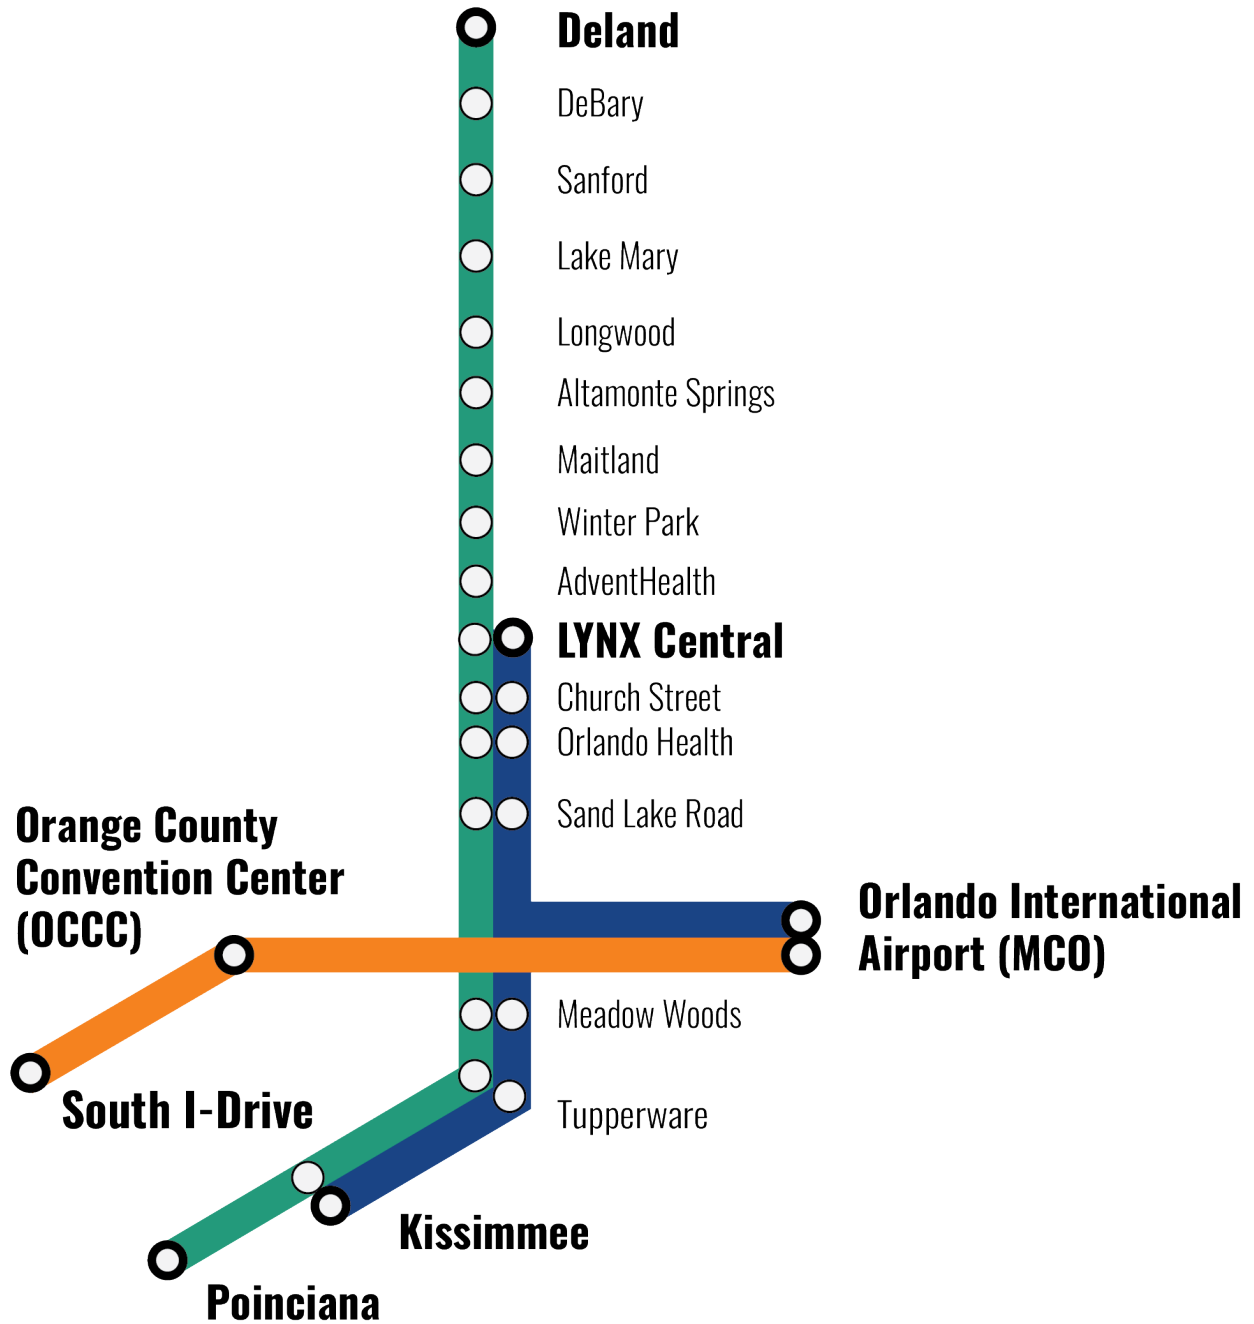 Deland
DeBary
Sanford
Lake Mary
Longwood
Altamonte Springs
Maitland
Winter Park
AdventHealth
LYNX Central
Church Street
Orlando Health
Sand Lake Road
Orange County
Convention Center
(OCCC)
Orlando International
Airport (MCO)
Meadow Woods
South I-Drive
Tupperware
Kissimmee
Poinciana